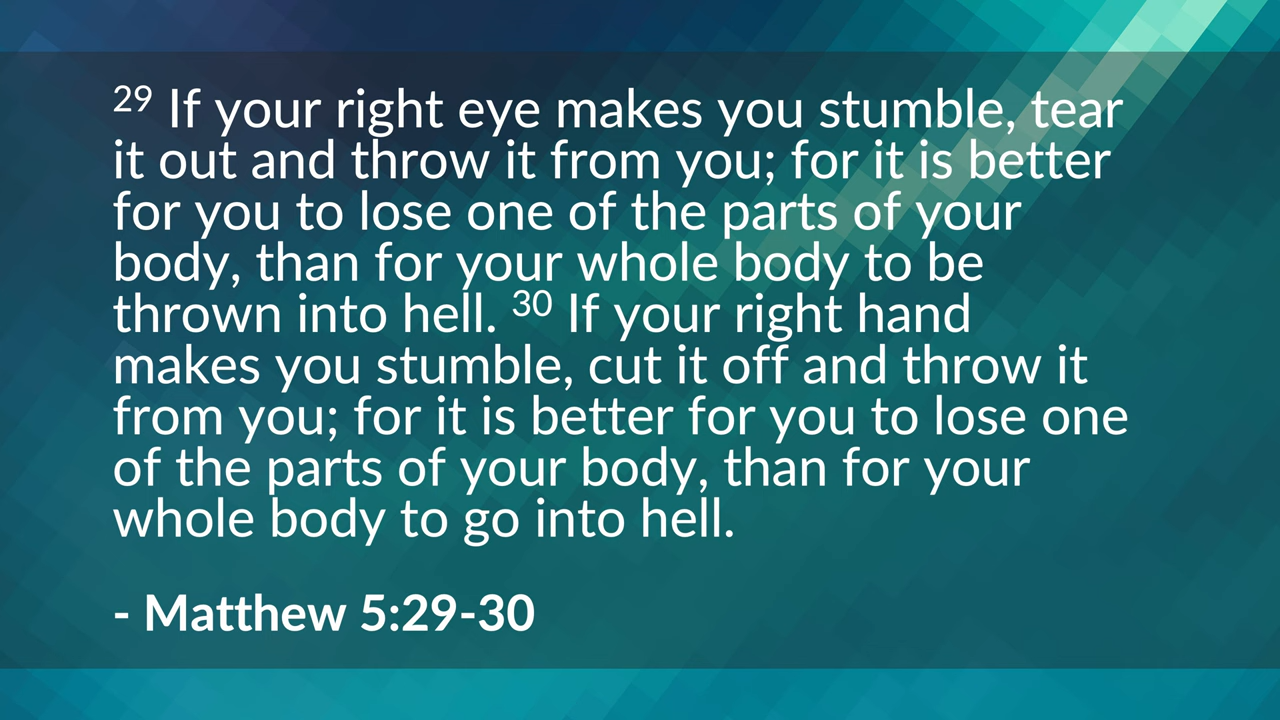 29 If your right eye makes you stumble, tear
it out and throw it from you; for it is better
for you to lose one of the parts of your
body, than for your whole body to be
thrown into hell. 30 If your right hand
makes you stumble, cut it off and throw it
from you; for it is better for you to lose one
of the parts of your body, than for your
whole body to go into hell.
- Matthew 5:29-30